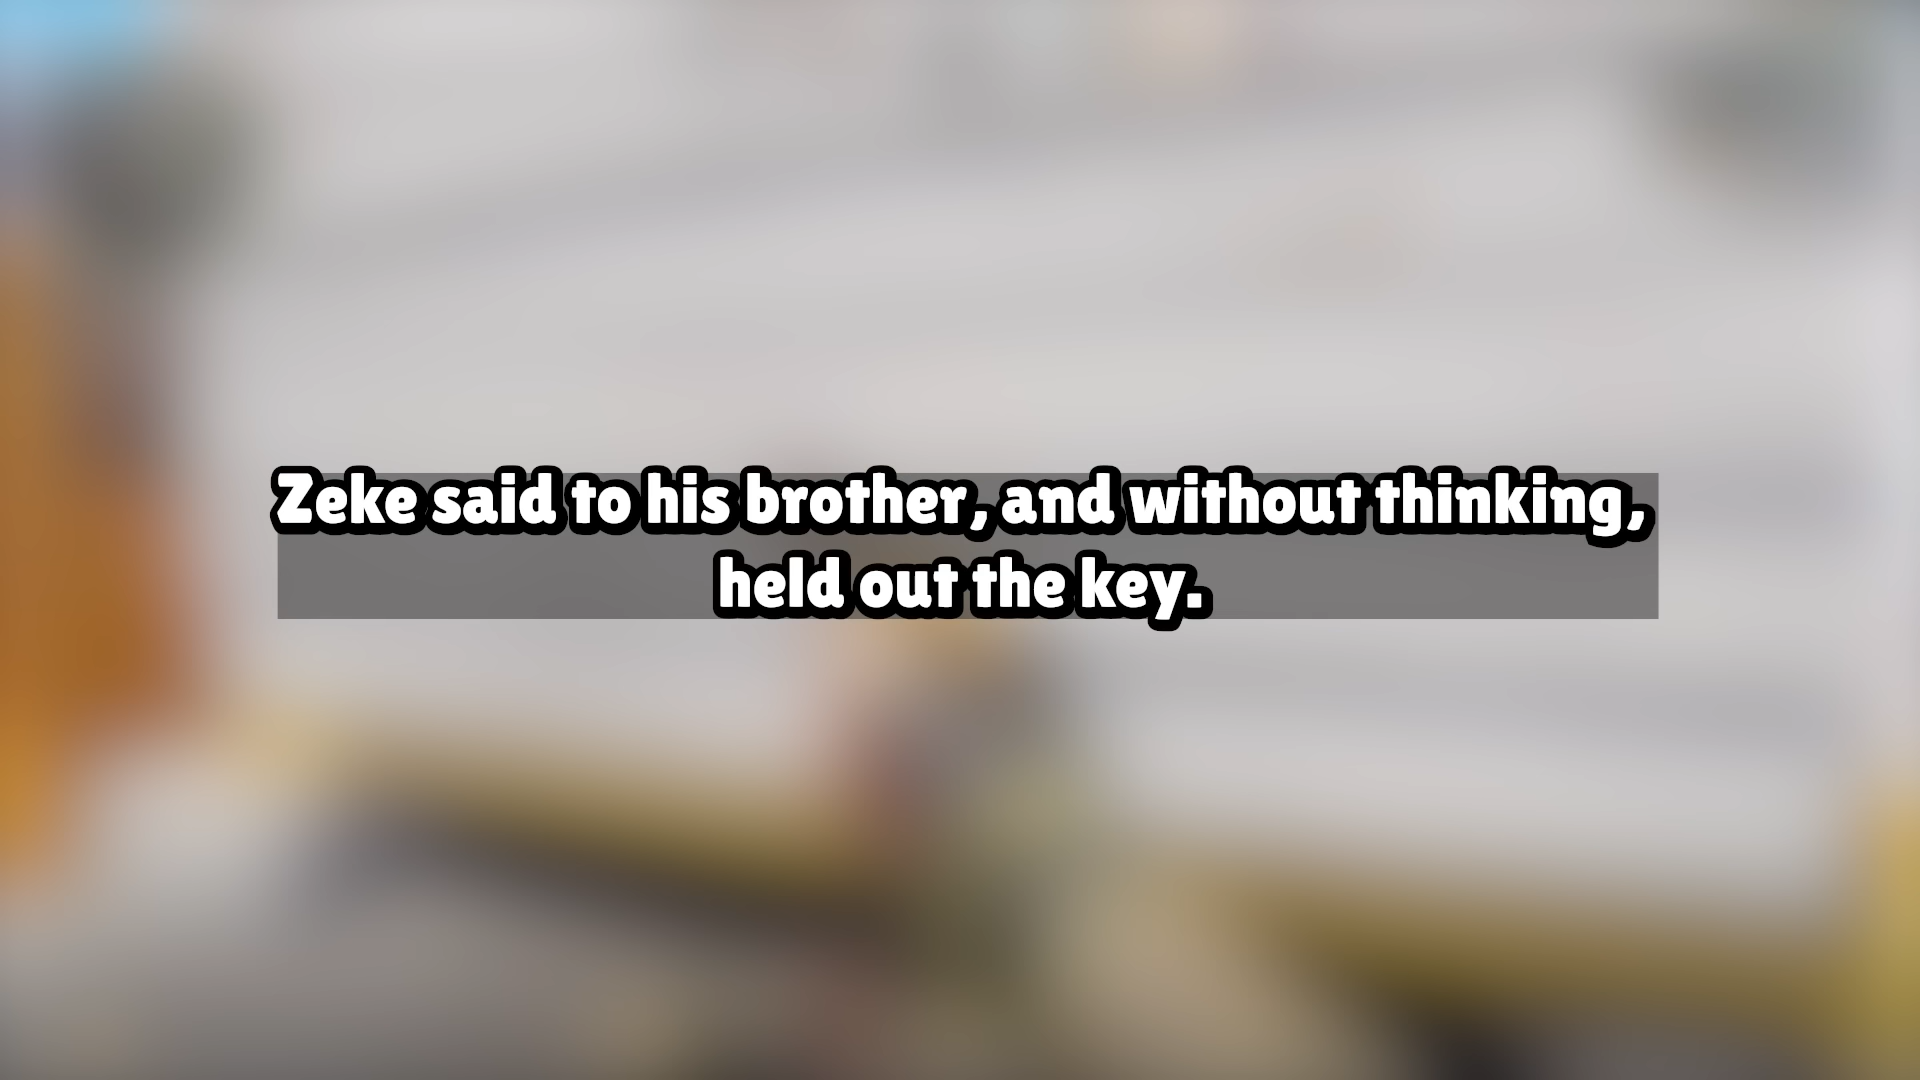 Zeke said to his brother, and without thinking,
held out the key.